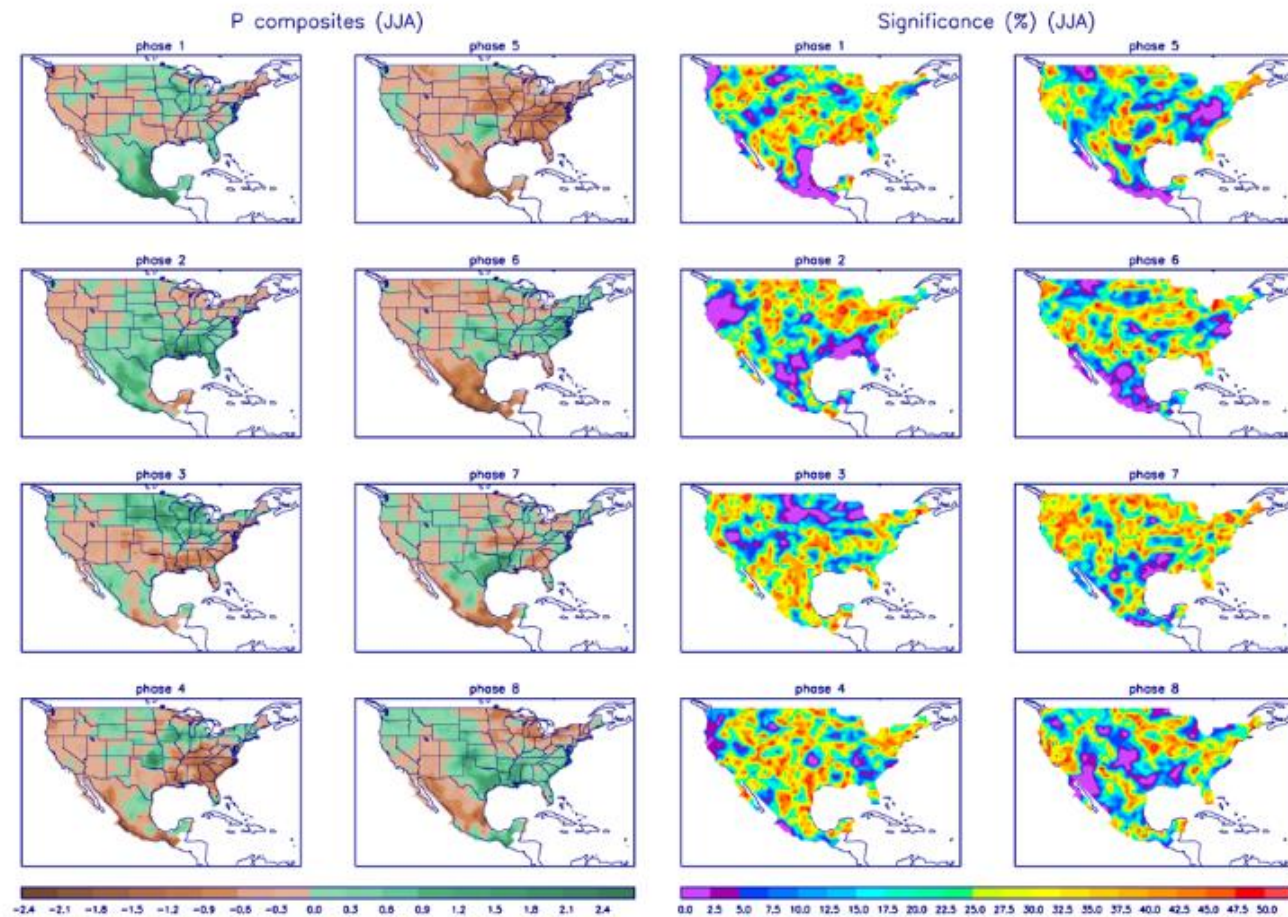 P composites (JJA) Significance (%) (JJA)
phase 1 phase 5 phase 1 phase 5
phase 2 phase 6 phase 2 phase 6
phase 3 phase 7 phase 3 phase 7
phase 4 phase 8 phase 4 phase 8
-2.4 -2.1 -1.8 -1.5 -1.2 -0.9 -0.6 -0.3 0.0 0.3 0.6 0.9 1.2 1.5 1.8 2.1 2.4 0.0 2.5 5.0 7.5 10.0 12.5 15.0 17.5 20.0 22.5 25.0 27.5 30.0 32.5 35.0 37.5 40.0 42.5 45.0 47.5 50.0